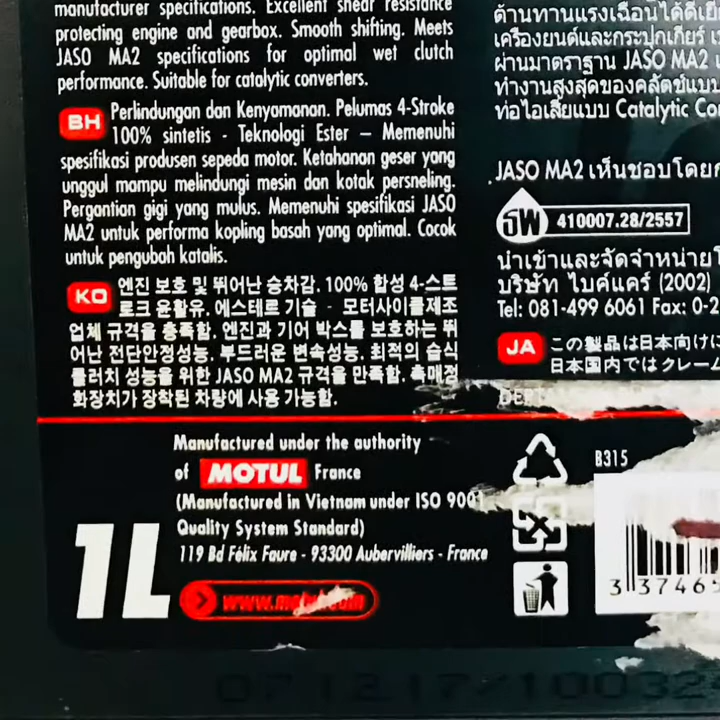 manufacturer specifications. Excellent shear resistance
protecting engine and gearbox. Smooth shifting. Meets
JASO MA2 specifications for optimal wet clutch
performance. Suitable for catalytic converters.
BH Perlindungan dan Kenyamanan. Pelumas 4-Stroke
100% sintetis - Teknologi Ester – Memenuhi
spesifikasi produsen sepeda motor. Ketahanan geser yang
unggul mampu melindungi mesin dan kotak persneling.
Pergantian gigi yang mulus. Memenuhi spesifikasi JASO
MA2 untuk performa kopling basah yang optimal. Cocok
untuk pengubah katalis.
KO 엔진 보호 및 뛰어난 승차감. 100% 합성 4-스트
로크 윤활유. 에스테르 기술 - 모터사이클제조
업체 규격을 충족함. 엔진과 기어 박스를 보호하는 뛰
어난 전단안정성능. 부드러운 변속성능. 최적의 습식
클러치 성능을 위한 JASO MA2 규격을 만족함. 촉매정
화장치가 장착된 차량에 사용 가능함.
ด้านทานแรงเฉือนได้ดีเยี่
เครื่องยนต์และกระปุกเกียร์
ผ่านมาตราฐาน JASO MA2
ทำงานสูงสุดของคลัตช์แบบ
ท่อไอเสียแบบ Catalytic Co
JASO MA2 เห็นชอบโดยก
410007.28/2557
นำเข้าและจัดจำหน่ายโ
บริษัท ไบค์แคร์ (2002)
Tel: 081-499 6061 Fax: 0-2
JA この製品は日本向けに
日本国内ではクレーム
DEPT
Manufactured under the authority
of MOTUL France
(Manufactured in Vietnam under ISO 9001
Quality System Standard)
119 Bd Félix Faure - 93300 Aubervilliers - France
1L
www.motul.com
B315
3 37465
07 12 17/10032